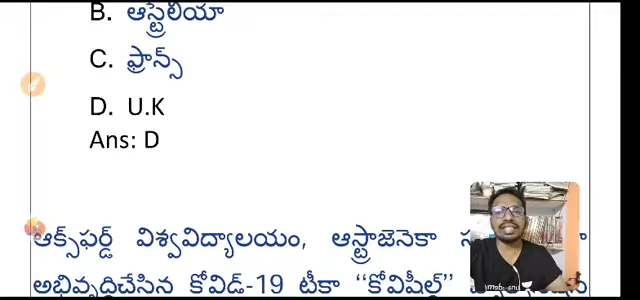 B. ఆస్ట్రేలియా
C. ఫ్రాన్స్
D. U.K
Ans: D
ఆక్స్‌ఫర్డ్ విశ్వవిద్యాలయం, ఆస్ట్రాజెనెకా
అభివృద్ధిచేసిన కోవిడ్-19 టీకా “కోవిషీల్డ్”